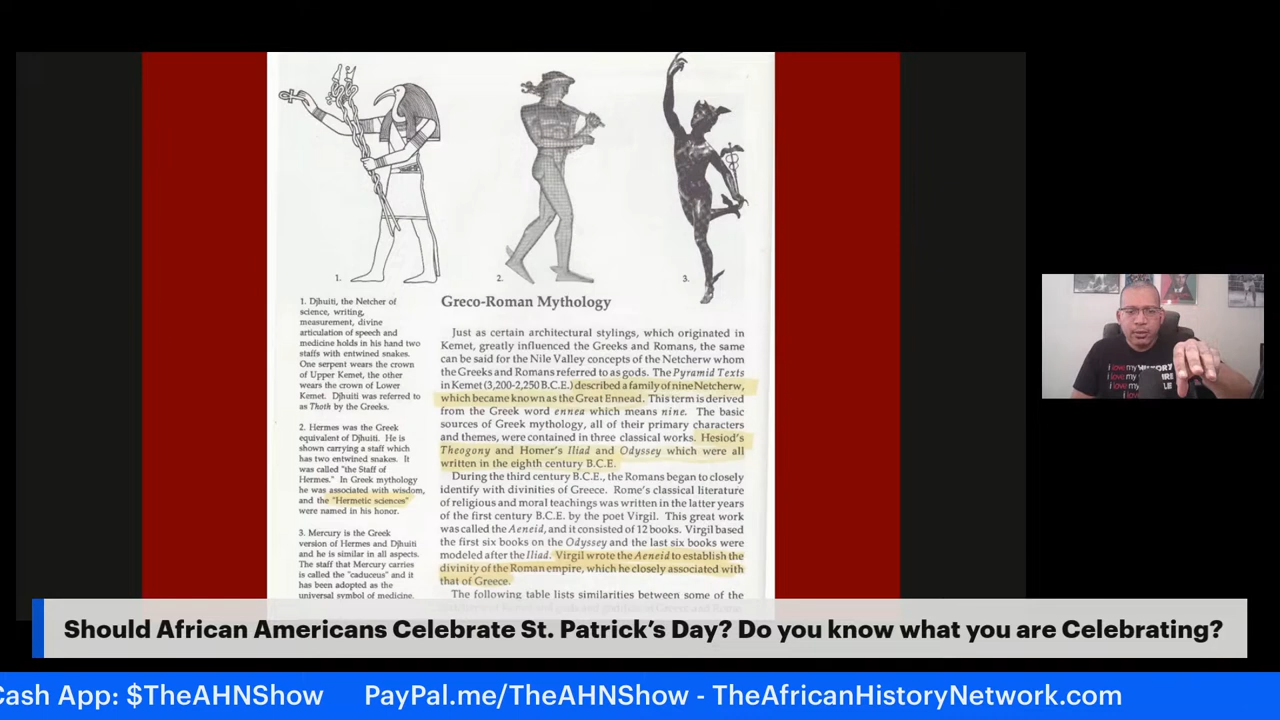 1.
2.
3.
1. Djhuiti, the Netcher of
science, writing,
measurement, divine
articulation of speech and
medicine holds in his hand two
staffs with entwined snakes.
One serpent wears the crown
of Upper Kemet, the other
wears the crown of Lower
Kemet. Djhuiti was referred to
as Thoth by the Greeks.
2. Hermes was the Greek
equivalent of Djhuiti. He is
shown carrying a staff which
has two entwined snakes. It
was called "the Staff of
Hermes." In Greek mythology
he was associated with wisdom,
and the "Hermetic sciences"
were named in his honor.
3. Mercury is the Greek
version of Hermes and Djhuiti
and he is similar in all aspects.
The staff that Mercury carries
is called the "caduceus" and it
has been adopted as the
universal symbol of medicine.
Greco-Roman Mythology
Just as certain architectural stylings, which originated in
Kemet, greatly influenced the Greeks and Romans, the same
can be said for the Nile Valley concepts of the Netcherw whom
the Greeks and Romans referred to as gods. The Pyramid Texts
in Kemet (3,200-2,250 B.C.E.) described a family of nine Netcherw,
which became known as the Great Ennead. This term is derived
from the Greek word ennea which means nine. The basic
sources of Greek mythology, all of their primary characters
and themes, were contained in three classical works. Hesiod's
Theogony and Homer's Iliad and Odyssey which were all
written in the eighth century B.C.E.
During the third century B.C.E., the Romans began to closely
identify with divinities of Greece. Rome's classical literature
of religious and moral teachings was written in the latter years
of the first century B.C.E. by the poet Virgil. This great work
was called the Aeneid, and it consisted of 12 books. Virgil based
the first six books on the Odyssey and the last six books were
modeled after the Iliad. Virgil wrote the Aeneid to establish the
divinity of the Roman empire, which he closely associated with
that of Greece.
The following table lists similarities between some of the
i love my HISTORY
i love my
i love my
i love
Should African Americans Celebrate St. Patrick's Day? Do you know what you are Celebrating?
Cash App: $TheAHNShow PayPal.me/TheAHNShow - TheAfricanHistoryNetwork.com